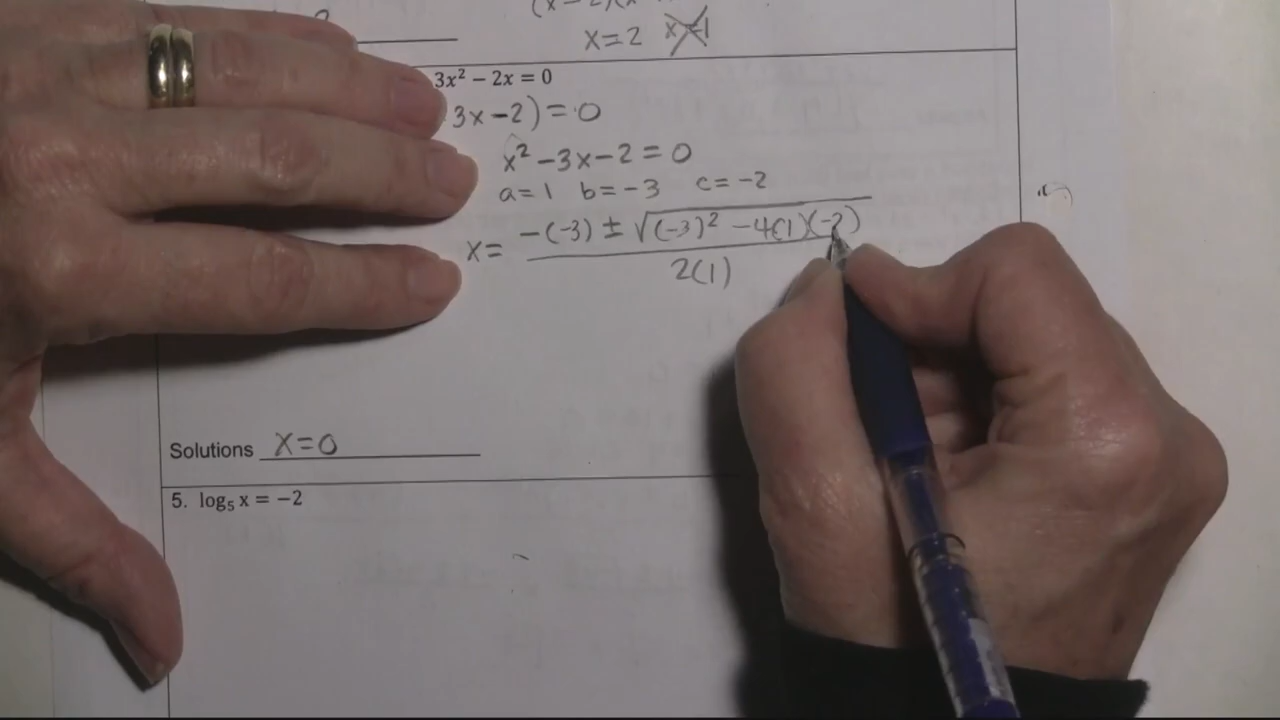 x=2 x=-1
3x² − 2x = 0
3x-2) = 0
x² -3x-2 = 0
a=1 b=-3 c=-2
x= -(-3) ± √(-3)² -4(1)(-2)
2(1)
Solutions X=0
5. log₅ x = −2